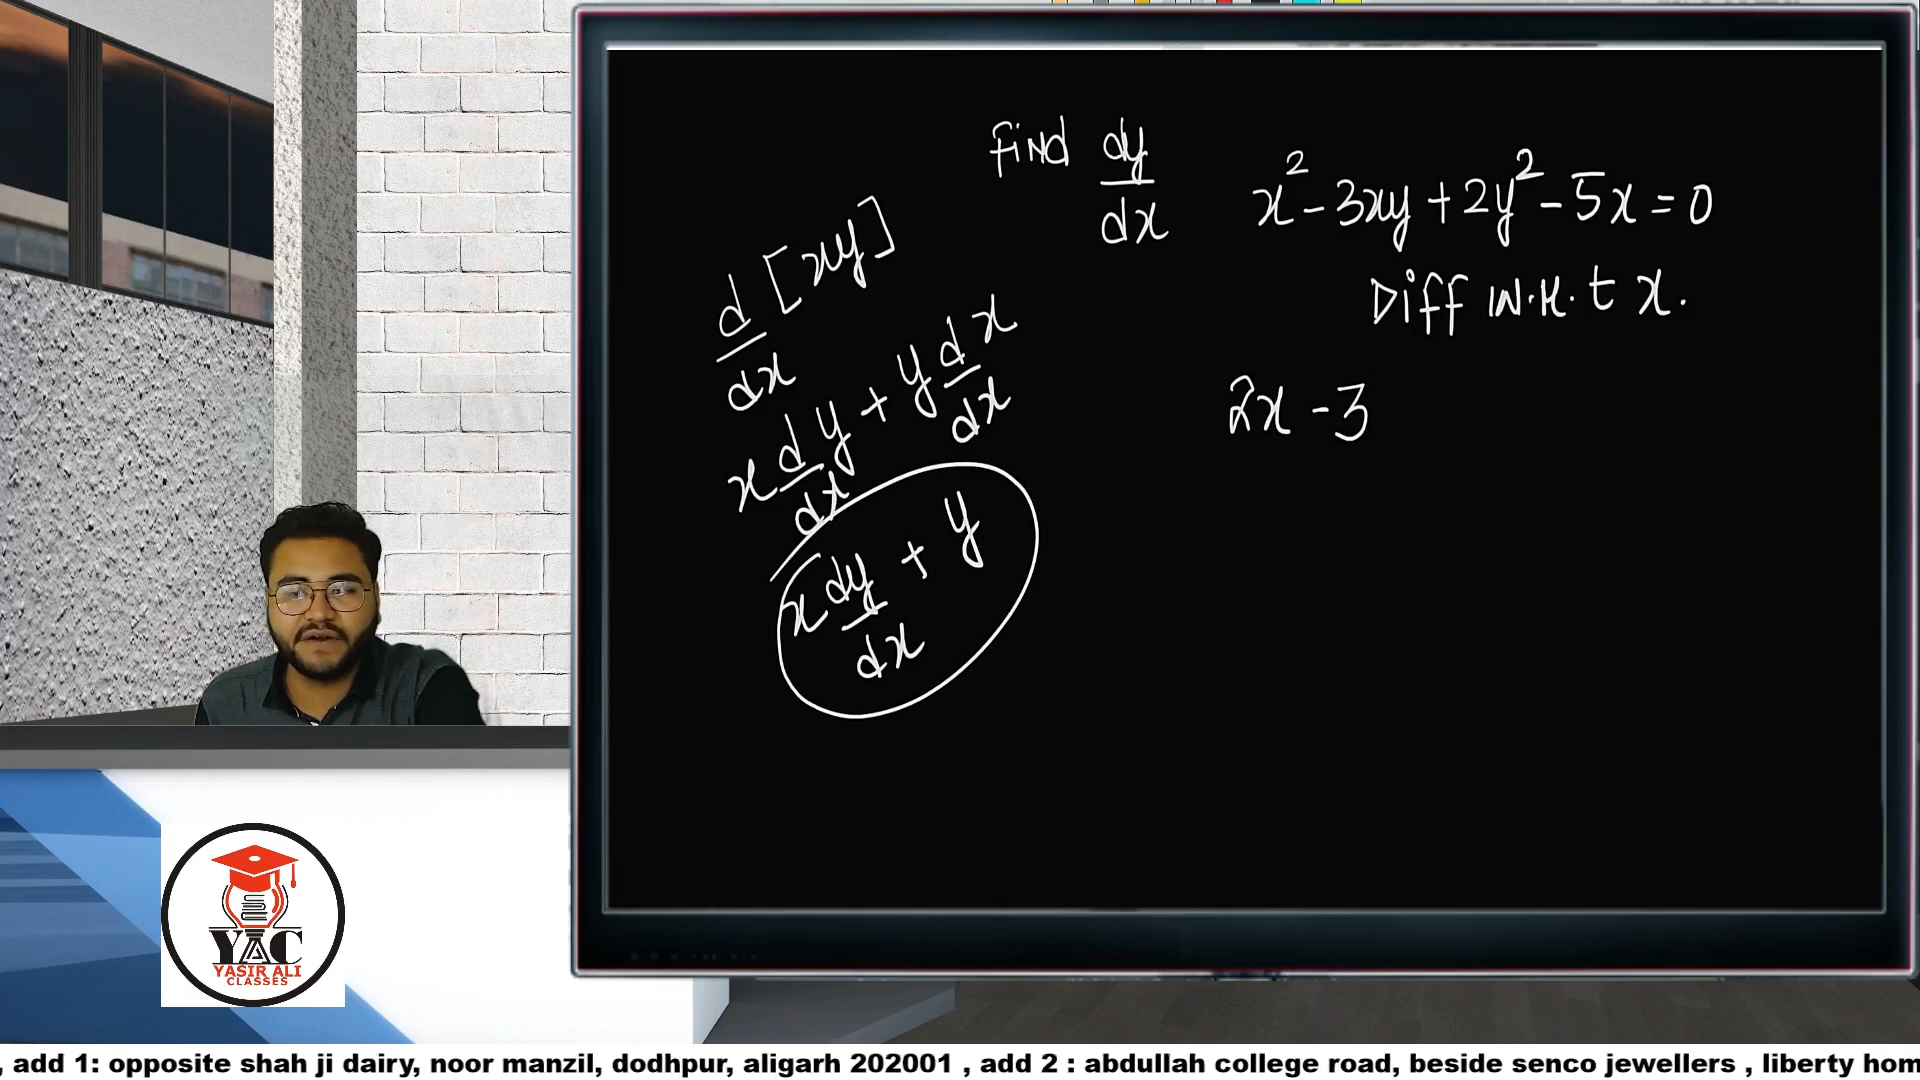 Find dy/dx x² - 3xy + 2y² - 5x = 0
Diff w.r.t x.
d/dx [xy]
x d/dx y + y d/dx x
x dy/dx + y
2x - 3
YAC
YASIR ALI
CLASSES
, add 1: opposite shah ji dairy, noor manzil, dodhpur, aligarh 202001 , add 2 : abdullah college road, beside senco jewellers , liberty hom